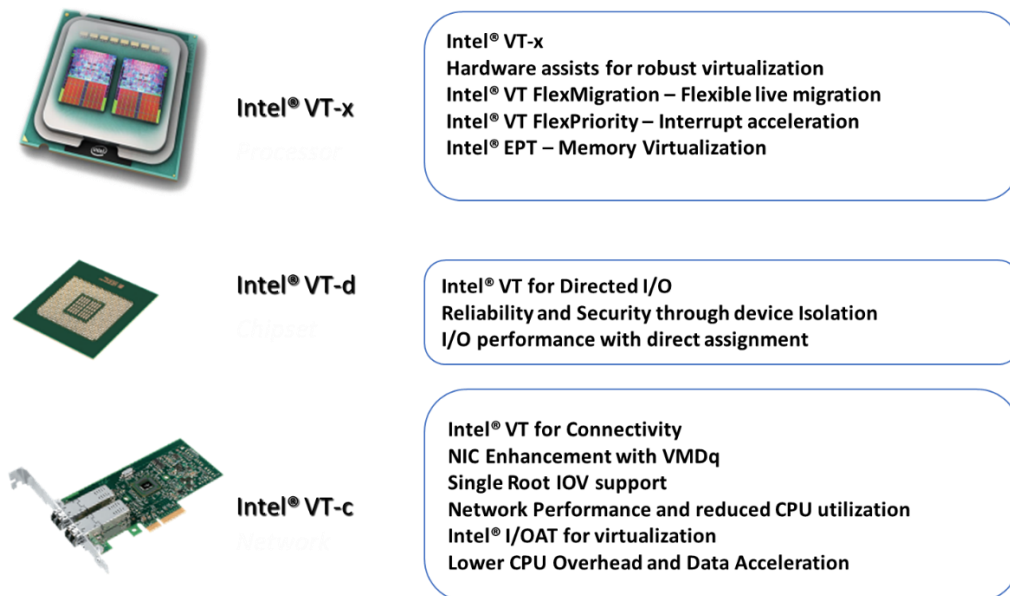 Intel® VT-x
Processor
Intel® VT-x
Hardware assists for robust virtualization
Intel® VT FlexMigration – Flexible live migration
Intel® VT FlexPriority – Interrupt acceleration
Intel® EPT – Memory Virtualization
Intel® VT-d
Chipset
Intel® VT for Directed I/O
Reliability and Security through device Isolation
I/O performance with direct assignment
Intel® VT-c
Network
Intel® VT for Connectivity
NIC Enhancement with VMDq
Single Root IOV support
Network Performance and reduced CPU utilization
Intel® I/OAT for virtualization
Lower CPU Overhead and Data Acceleration